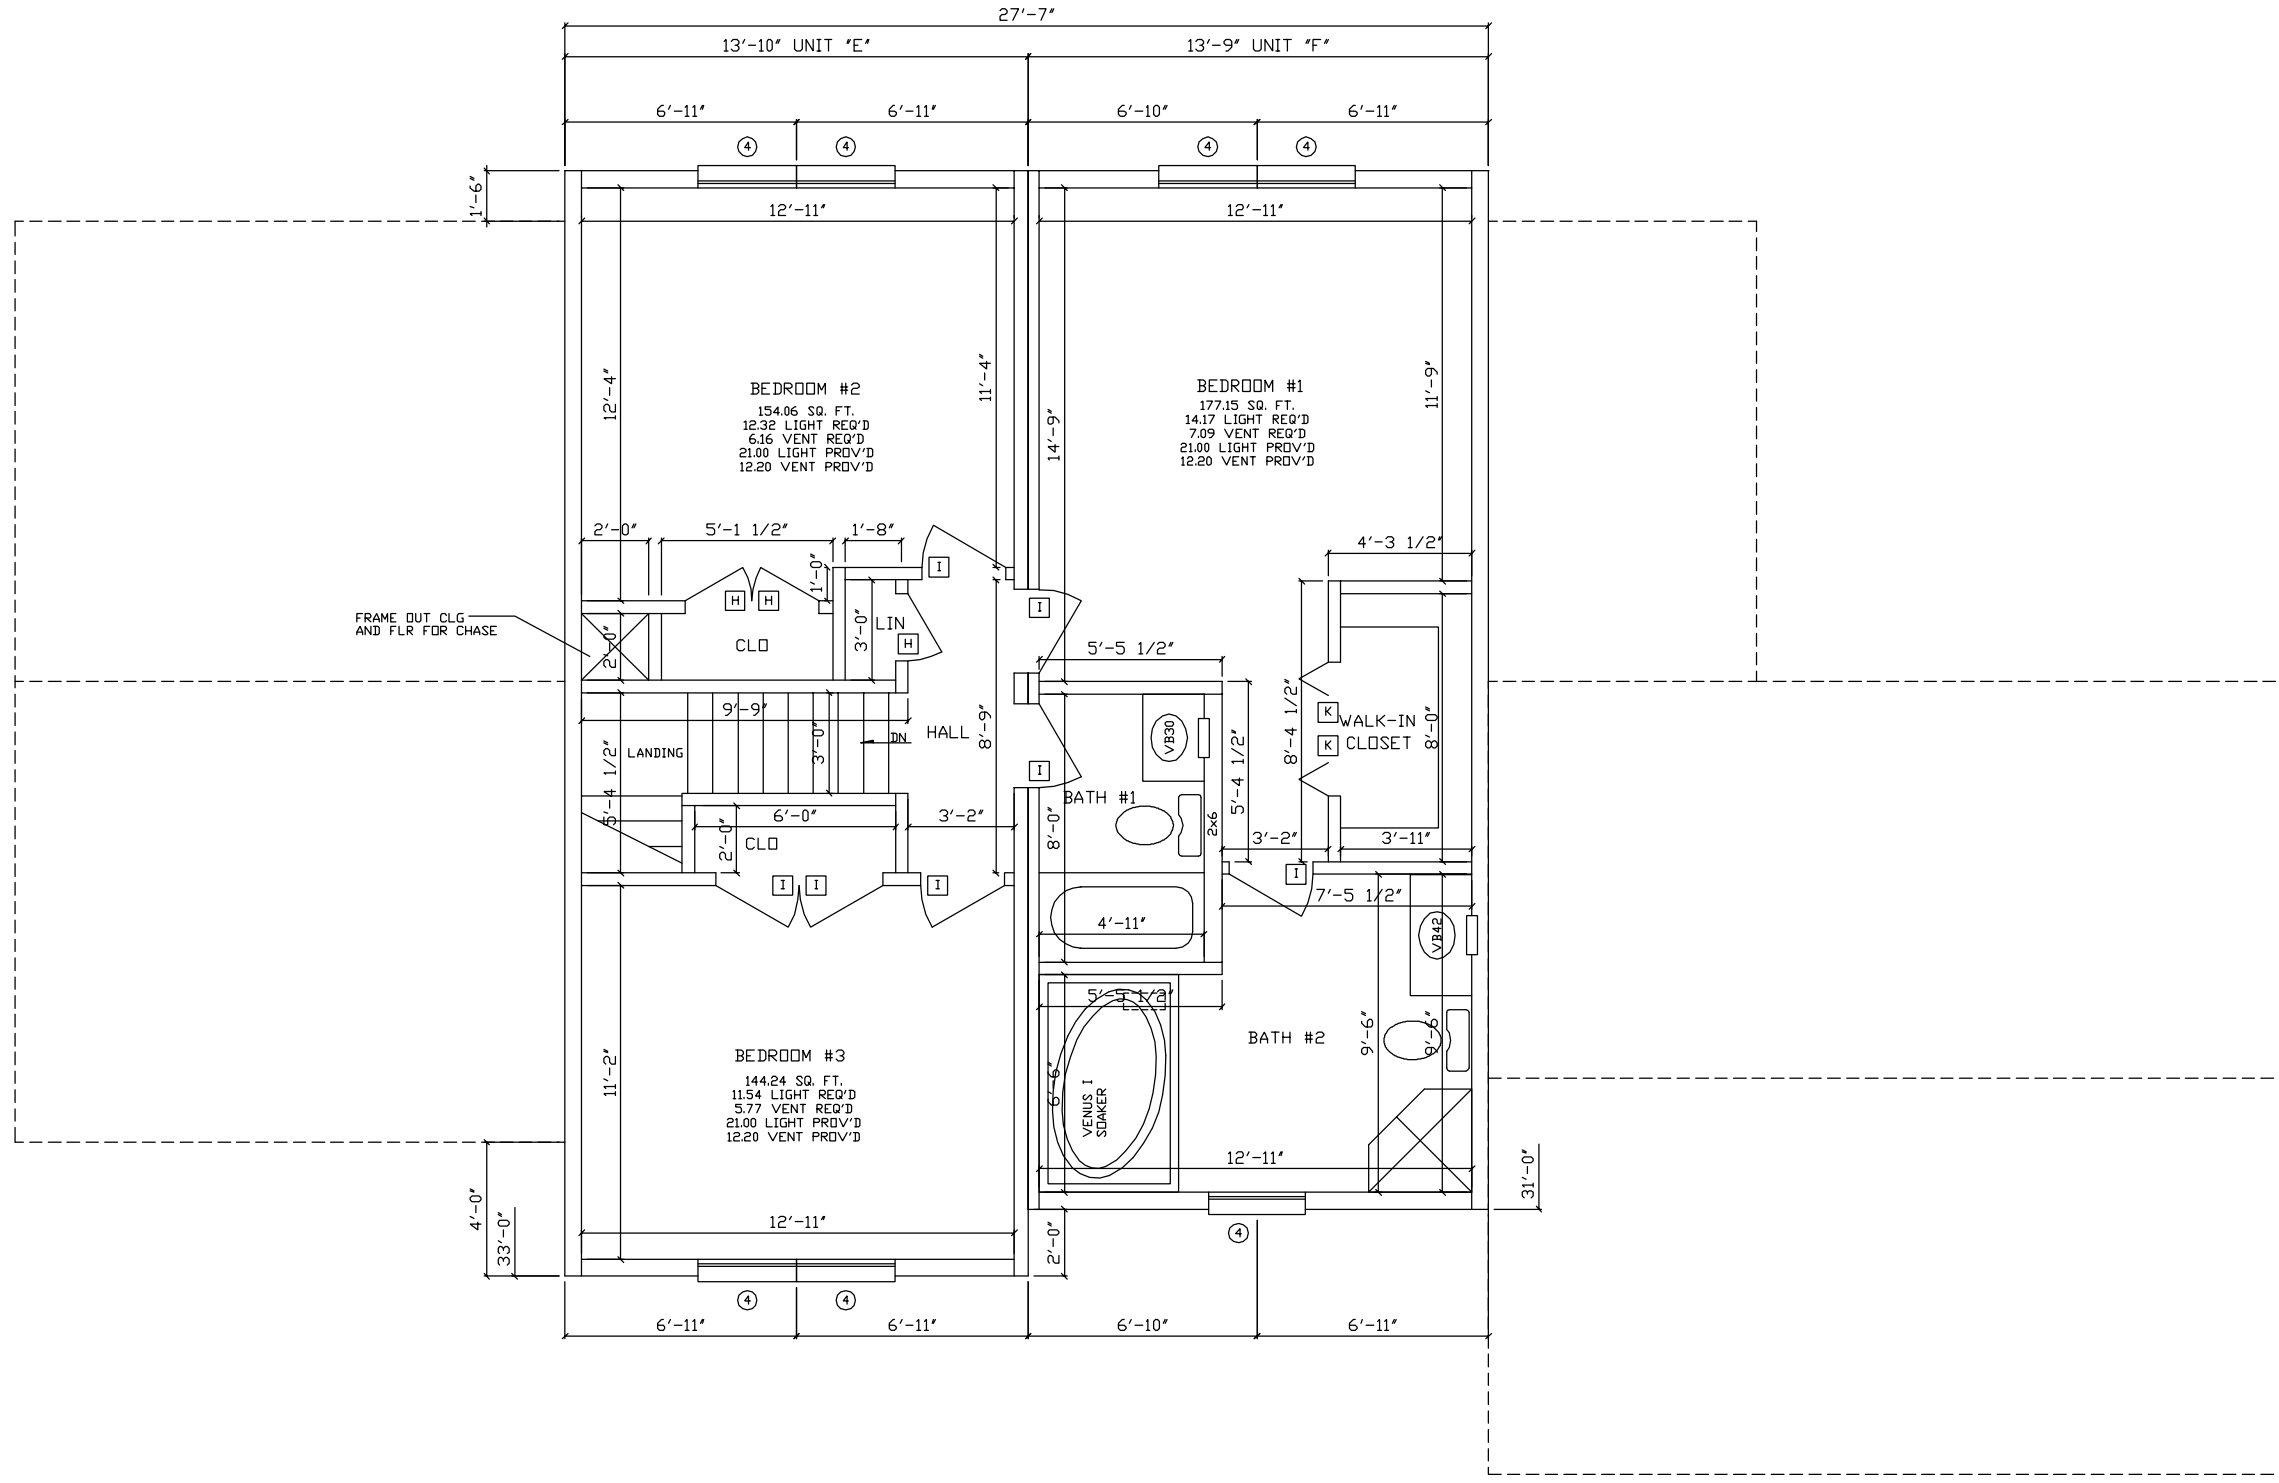 27'-7"
13'-10" UNIT "E"
13'-9" UNIT "F"
6'-11"
6'-11"
6'-10"
6'-11"
4
4
4
4
1'-6"
12'-11"
12'-11"
12'-4"
11'-4"
14'-9"
11'-9"
BEDROOM #2
154.06 SQ. FT.
12.32 LIGHT REQ'D
6.16 VENT REQ'D
21.00 LIGHT PROV'D
12.20 VENT PROV'D
BEDROOM #1
177.15 SQ. FT.
14.17 LIGHT REQ'D
7.09 VENT REQ'D
21.00 LIGHT PROV'D
12.20 VENT PROV'D
2'-0"
5'-1 1/2"
1'-8"
4'-3 1/2"
1'-0"
I
H
H
I
FRAME OUT CLG
AND FLR FOR CHASE
2'-0"
CLO
3'-0"
LIN
H
5'-5 1/2"
9'-9"
LANDING
3'-0"
DN
HALL
8'-9"
5'-4 1/2"
I
VB30
BATH #1
2x6
5'-4 1/2"
8'-4 1/2"
K
K
WALK-IN
CLOSET
8'-0"
6'-0"
2'-0"
CLO
3'-2"
8'-0"
3'-2"
3'-11"
I
I
I
I
7'-5 1/2"
4'-11"
VB42
5'-5 1/2"
BATH #2
9'-6"
9'-6"
6'-6"
VENUS I
SOAKER
BEDROOM #3
144.24 SQ. FT.
11.54 LIGHT REQ'D
5.77 VENT REQ'D
21.00 LIGHT PROV'D
12.20 VENT PROV'D
11'-2"
12'-11"
31'-0"
4'-0"
33'-0"
12'-11"
2'-0"
4
4
4
6'-11"
6'-11"
6'-10"
6'-11"